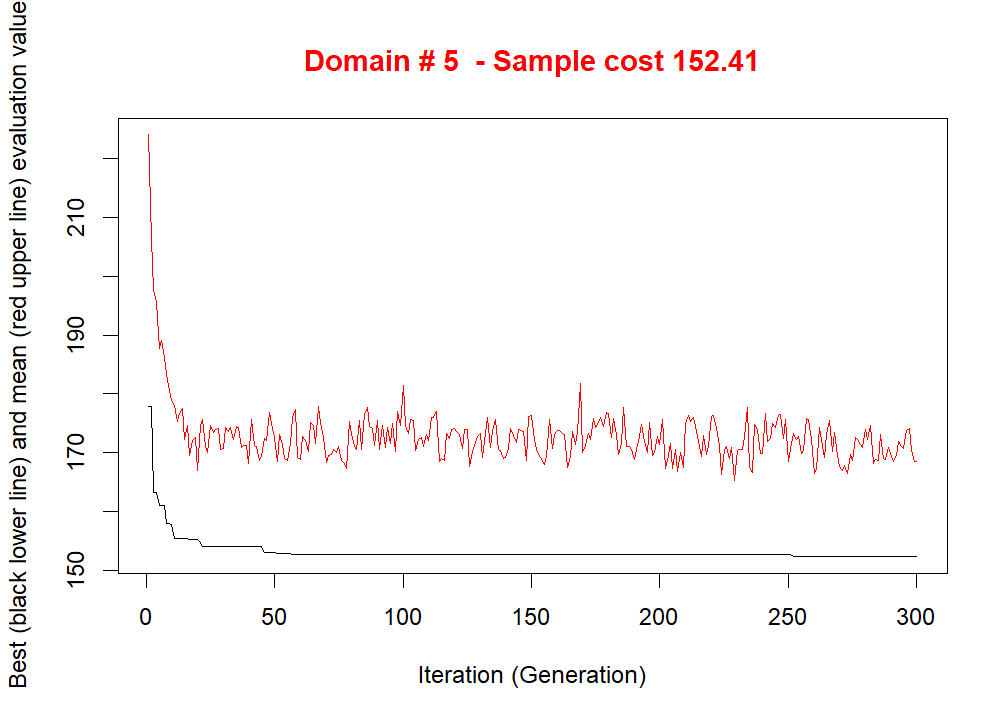 Domain # 5  - Sample cost 152.41
Best (black lower line) and mean (red upper line) evaluation value
210
190
170
150
0 50 100 150 200 250 300
Iteration (Generation)